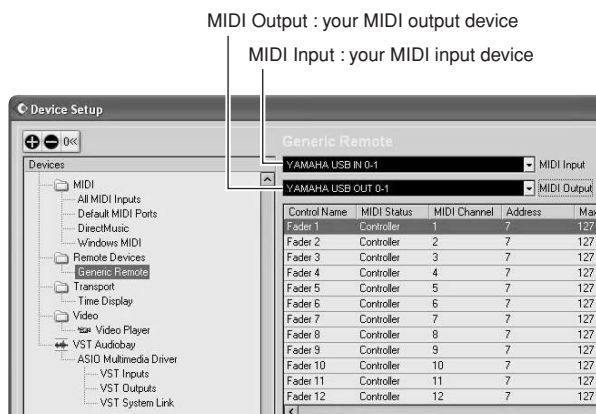 MIDI Output : your MIDI output device
MIDI Input : your MIDI input device
Device Setup
Generic Remote
Devices
MIDI
All MIDI Inputs
Default MIDI Ports
DirectMusic
Windows MIDI
Remote Devices
Generic Remote
Transport
Time Display
Video
Video Player
VST Audiobay
ASIO Multimedia Driver
VST Inputs
VST Outputs
VST System Link
YAMAHA USB IN 0-1 MIDI Input
YAMAHA USB OUT 0-1 MIDI Output
Control Name MIDI Status MIDI Channel Address Max
Fader 1 Controller 1 7 127
Fader 2 Controller 2 7 127
Fader 3 Controller 3 7 127
Fader 4 Controller 4 7 127
Fader 5 Controller 5 7 127
Fader 6 Controller 6 7 127
Fader 7 Controller 7 7 127
Fader 8 Controller 8 7 127
Fader 9 Controller 9 7 127
Fader 10 Controller 10 7 127
Fader 11 Controller 11 7 127
Fader 12 Controller 12 7 127